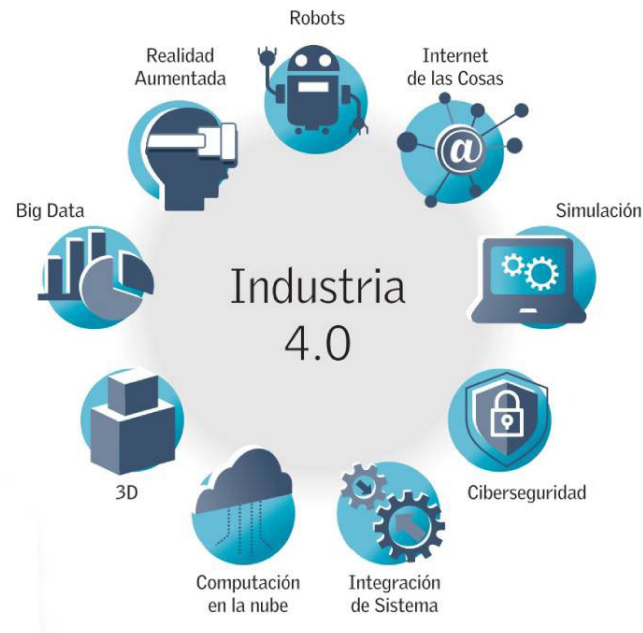 Robots
Realidad
Aumentada
Internet
de las Cosas
@
Big Data
Simulación
Industria
4.0
3D
Ciberseguridad
Computación
en la nube
Integración
de Sistema